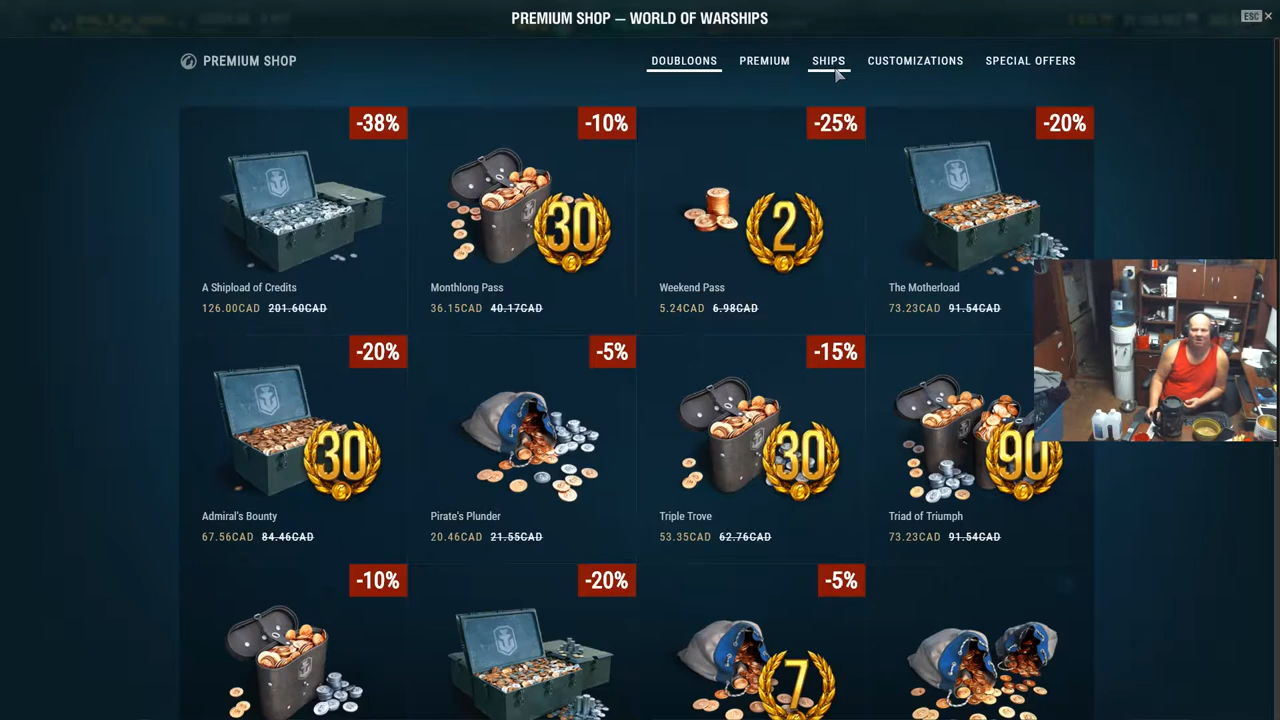 PREMIUM SHOP – WORLD OF WARSHIPS
ESC ×
PREMIUM SHOP
DOUBLOONS PREMIUM SHIPS CUSTOMIZATIONS SPECIAL OFFERS
-38% -10% -25% -20%
30 2
A Shipload of Credits Monthlong Pass Weekend Pass The Motherload
126.00CAD 201.60CAD 36.15CAD 40.17CAD 5.24CAD 6.98CAD 73.23CAD 91.54CAD
-20% -5% -15%
30 30 90
Admiral's Bounty Pirate's Plunder Triple Trove Triad of Triumph
67.56CAD 84.46CAD 20.46CAD 21.55CAD 53.35CAD 62.76CAD 73.23CAD 91.54CAD
-10% -20% -5%
7